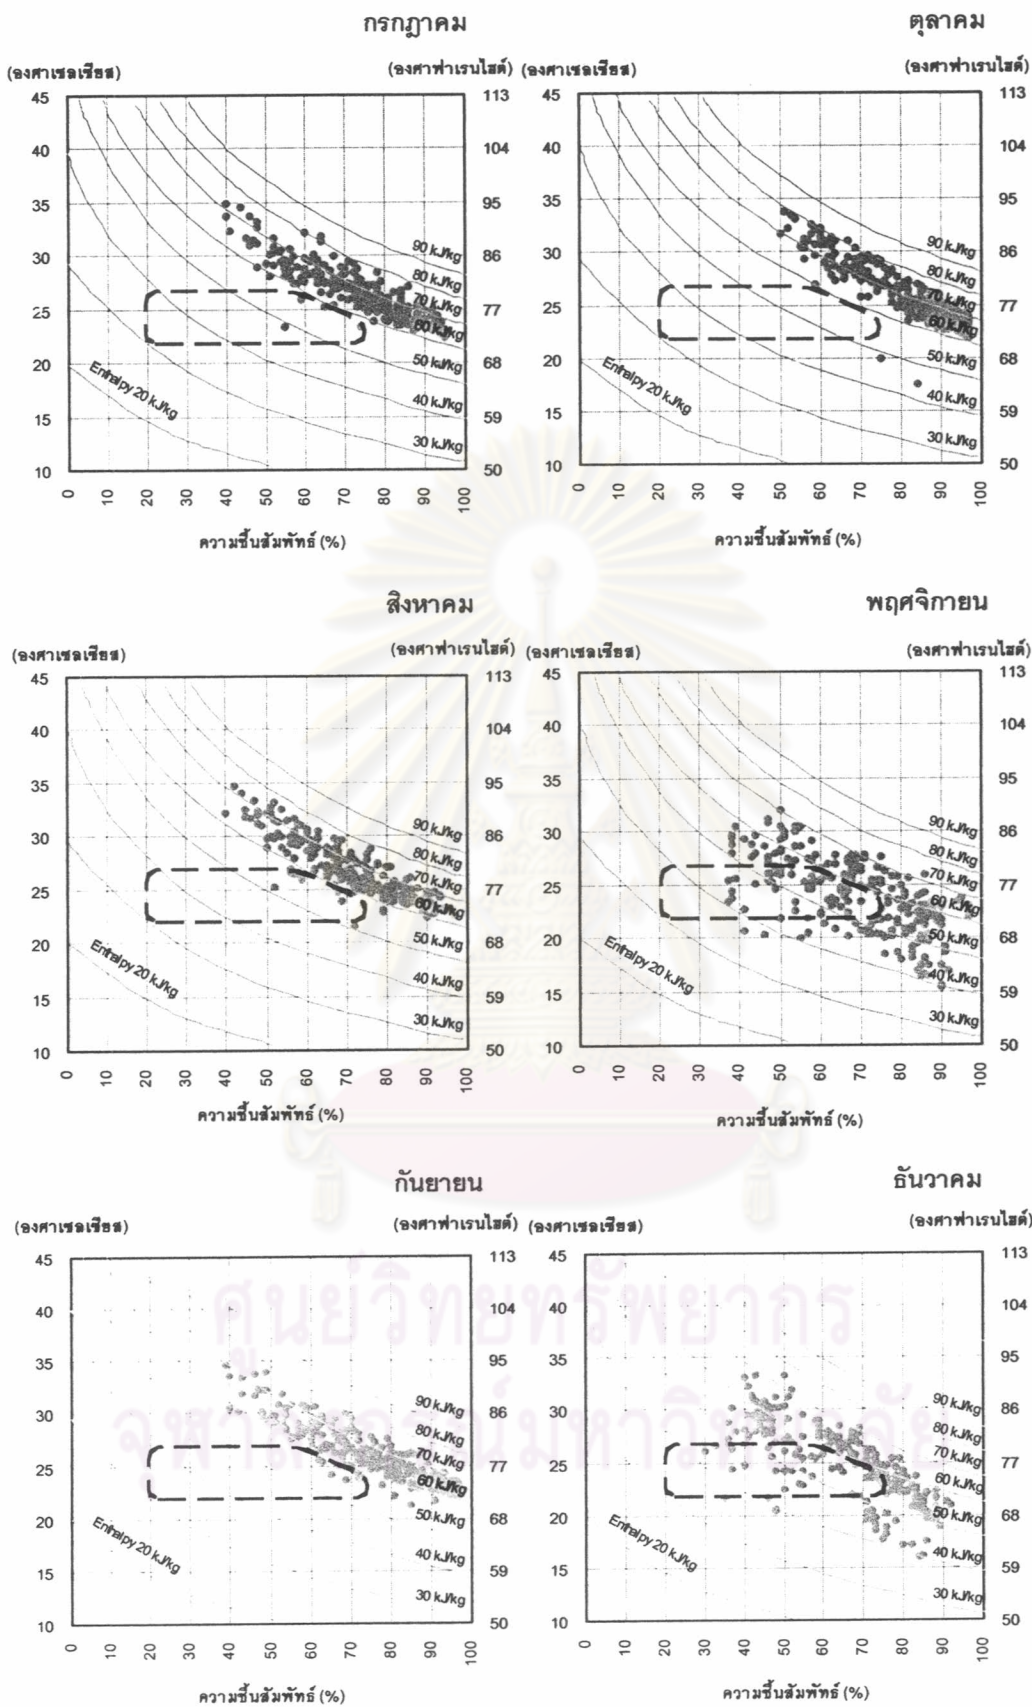 กรกฎาคม
(องศาเซลเซียส)
(องศาฟาเรนไฮต์)
45
40
35
30
25
20
15
10
113
104
95
86
77
68
59
50
90 kJ/kg
80 kJ/kg
70 kJ/kg
60 kJ/kg
50 kJ/kg
40 kJ/kg
30 kJ/kg
Enthalpy 20 kJ/kg
0 10 20 30 40 50 60 70 80 90 100
ความชื้นสัมพัทธ์ (%)
ตุลาคม
(องศาเซลเซียส)
(องศาฟาเรนไฮต์)
45
40
35
30
25
20
15
10
113
104
95
86
77
68
59
50
90 kJ/kg
80 kJ/kg
70 kJ/kg
60 kJ/kg
50 kJ/kg
40 kJ/kg
30 kJ/kg
Enthalpy 20 kJ/kg
0 10 20 30 40 50 60 70 80 90 100
ความชื้นสัมพัทธ์ (%)
สิงหาคม
(องศาเซลเซียส)
(องศาฟาเรนไฮต์)
45
40
35
30
25
20
15
10
113
104
95
86
77
68
59
50
90 kJ/kg
80 kJ/kg
70 kJ/kg
60 kJ/kg
50 kJ/kg
40 kJ/kg
30 kJ/kg
Enthalpy 20 kJ/kg
0 10 20 30 40 50 60 70 80 90 100
ความชื้นสัมพัทธ์ (%)
พฤศจิกายน
(องศาเซลเซียส)
(องศาฟาเรนไฮต์)
45
40
35
30
25
20
15
10
113
104
95
86
77
68
59
50
90 kJ/kg
80 kJ/kg
70 kJ/kg
60 kJ/kg
50 kJ/kg
40 kJ/kg
30 kJ/kg
Enthalpy 20 kJ/kg
0 10 20 30 40 50 60 70 80 90 100
ความชื้นสัมพัทธ์ (%)
กันยายน
(องศาเซลเซียส)
(องศาฟาเรนไฮต์)
45
40
35
30
25
20
15
10
113
104
95
86
77
68
59
50
90 kJ/kg
80 kJ/kg
70 kJ/kg
60 kJ/kg
50 kJ/kg
40 kJ/kg
30 kJ/kg
Enthalpy 20 kJ/kg
0 10 20 30 40 50 60 70 80 90 100
ความชื้นสัมพัทธ์ (%)
ธันวาคม
(องศาเซลเซียส)
(องศาฟาเรนไฮต์)
45
40
35
30
25
20
15
10
113
104
95
86
77
68
59
50
90 kJ/kg
80 kJ/kg
70 kJ/kg
60 kJ/kg
50 kJ/kg
40 kJ/kg
30 kJ/kg
Enthalpy 20 kJ/kg
0 10 20 30 40 50 60 70 80 90 100
ความชื้นสัมพัทธ์ (%)
ศูนย์วิทยทรัพยากร
จุฬาลงกรณ์มหาวิทยาลัย